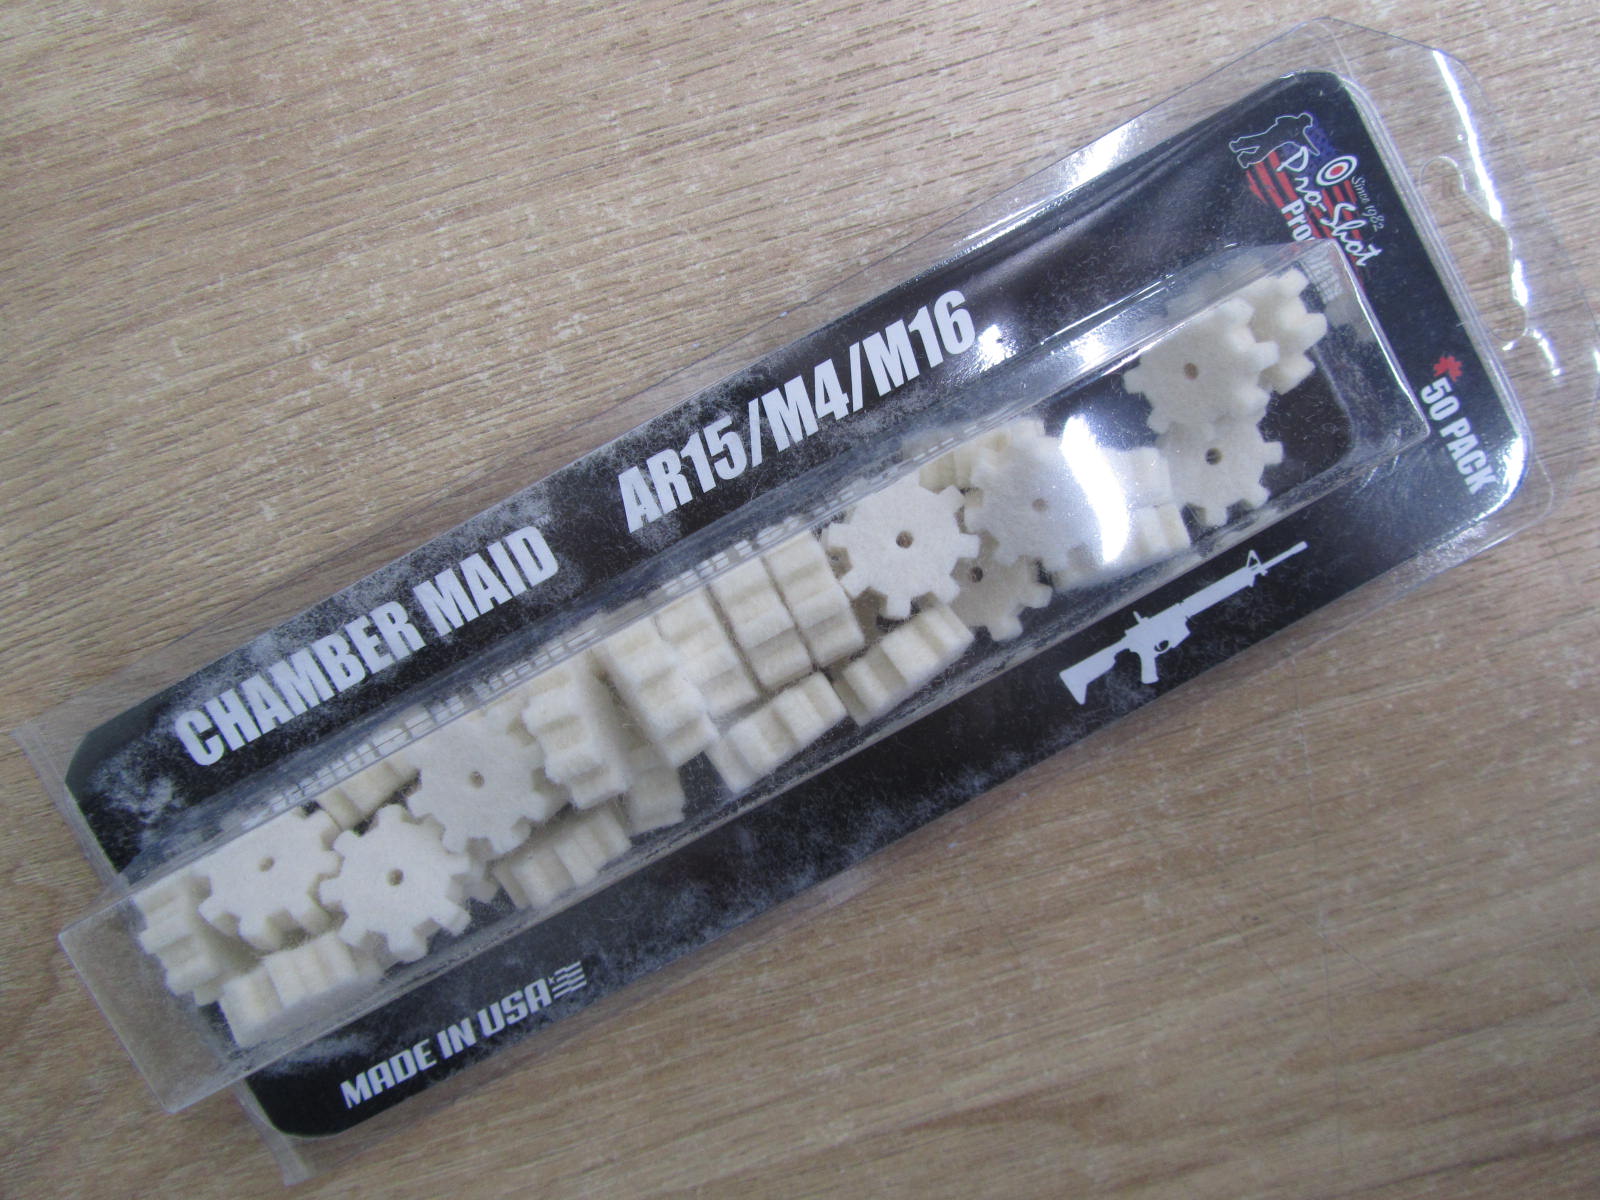 Pro-Shot
Since 1982
CHAMBER MAID AR15/M4/M16
50 PACK
MADE IN USA